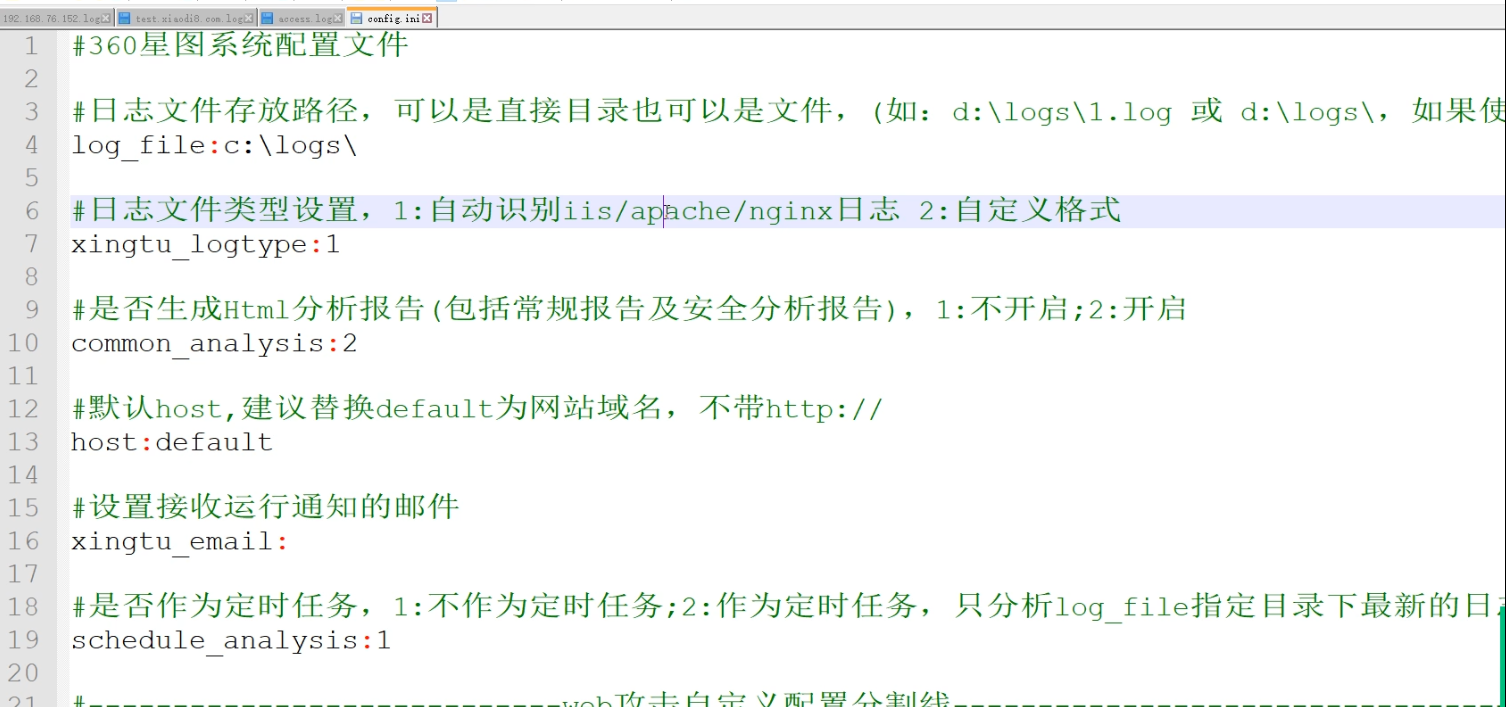 192.168.76.152.log
test.xiaodi8.com.log
access.log
config.ini
1 #360星图系统配置文件
2
3 #日志文件存放路径，可以是直接目录也可以是文件，(如：d:\logs\1.log 或 d:\logs\，如果使
4 log_file:c:\logs\
5
6 #日志文件类型设置，1:自动识别iis/apache/nginx日志 2:自定义格式
7 xingtu_logtype:1
8
9 #是否生成Html分析报告(包括常规报告及安全分析报告)，1:不开启;2:开启
10 common_analysis:2
11
12 #默认host,建议替换default为网站域名，不带http://
13 host:default
14
15 #设置接收运行通知的邮件
16 xingtu_email:
17
18 #是否作为定时任务，1:不作为定时任务;2:作为定时任务，只分析log_file指定目录下最新的日
19 schedule_analysis:1
20
21 #----------------------------web攻击自定义配置分割线---------------------------------